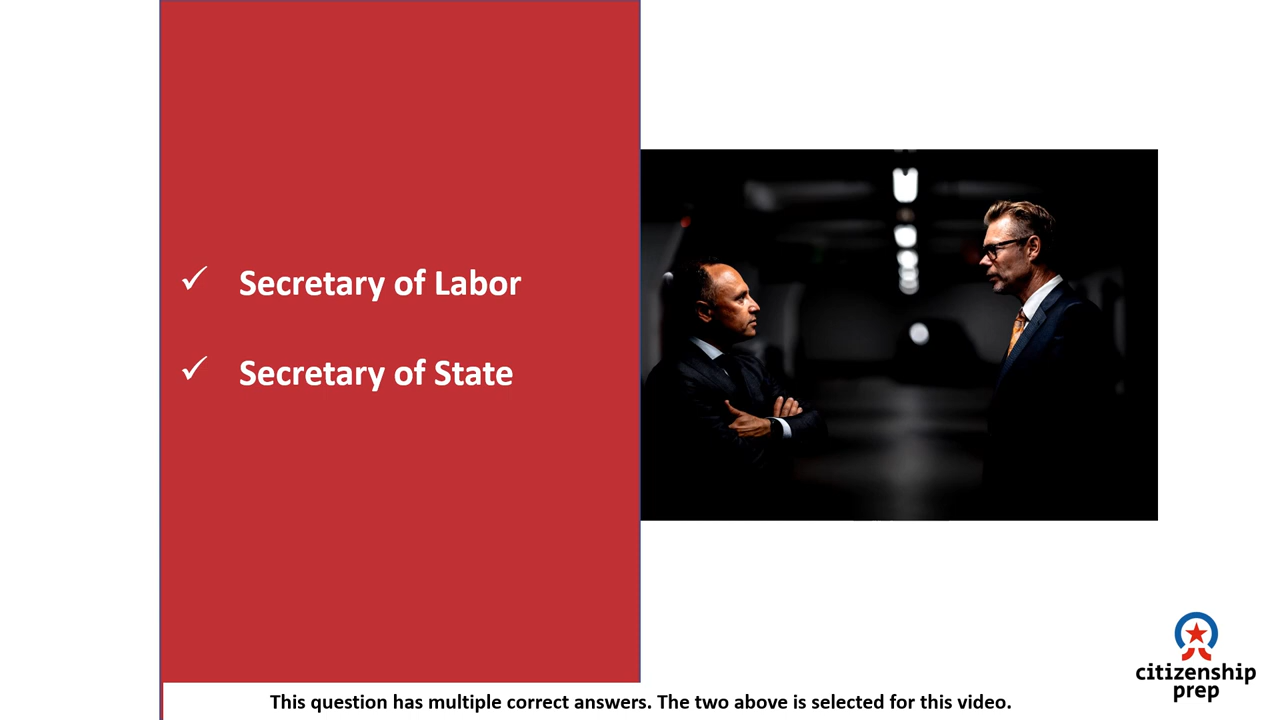 Secretary of Labor
Secretary of State
citizenship
prep
This question has multiple correct answers. The two above is selected for this video.